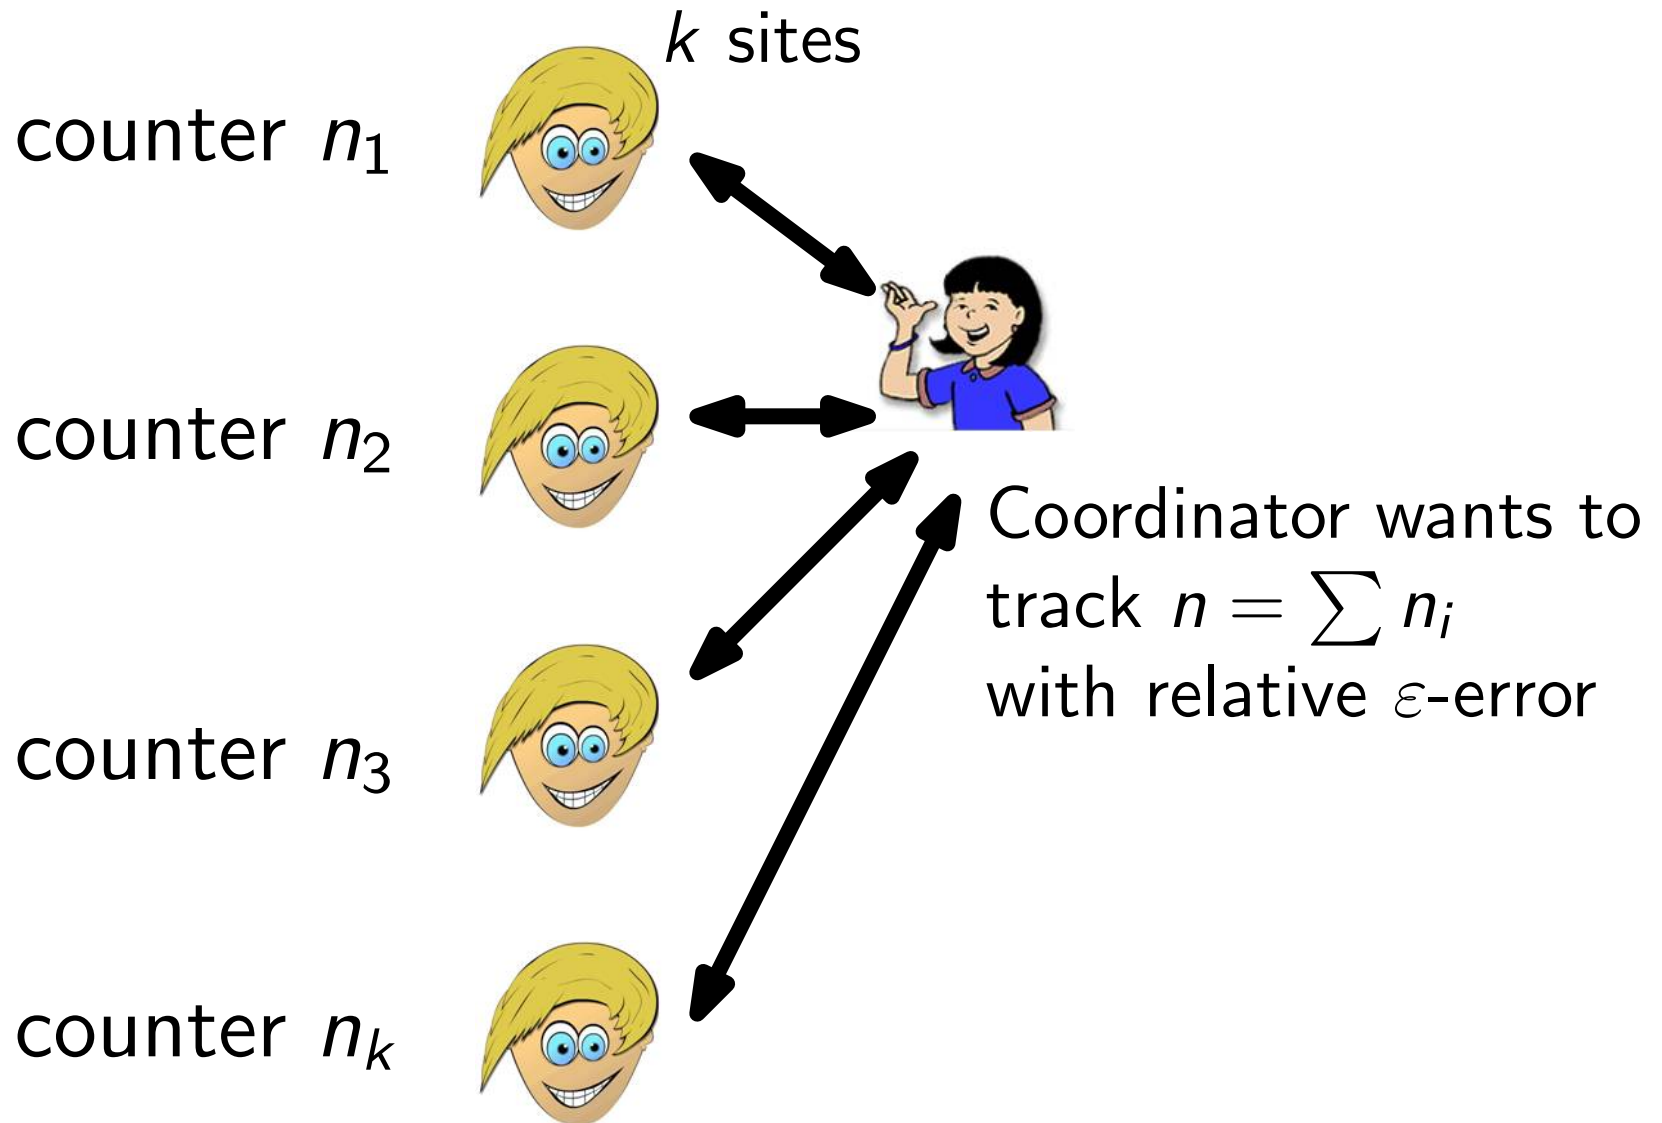 k sites
counter n₁
counter n₂
Coordinator wants to
track n = ∑ nᵢ
with relative ε-error
counter n₃
counter nₖ